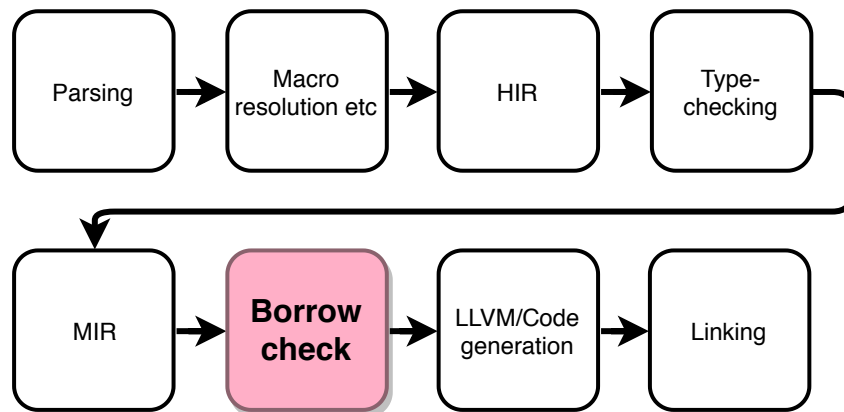 Parsing
Macro
resolution etc
HIR
Type-
checking
MIR
Borrow
check
LLVM/Code
generation
Linking